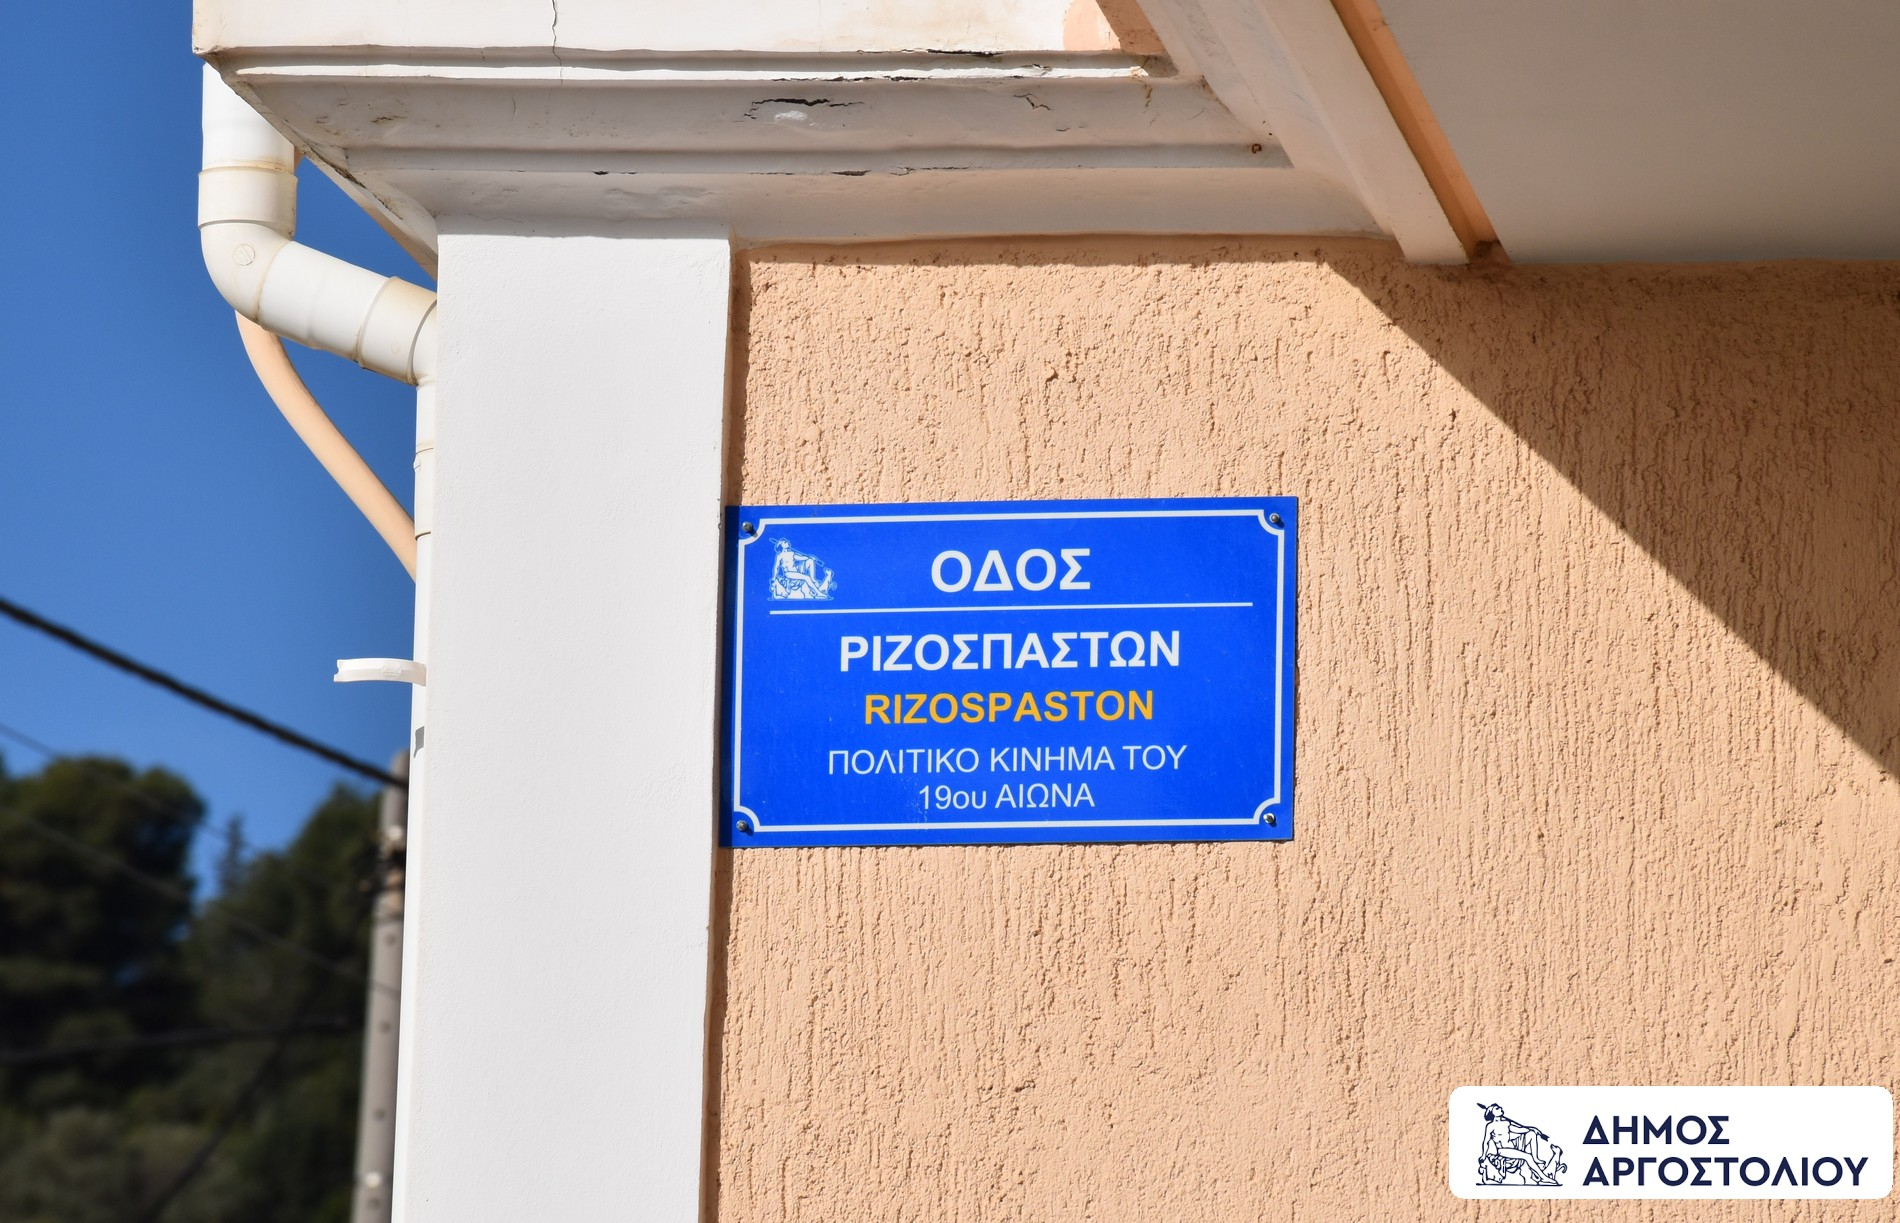 ΟΔΟΣ
ΡΙΖΟΣΠΑΣΤΩΝ
RIZOSPASTON
ΠΟΛΙΤΙΚΟ ΚΙΝΗΜΑ ΤΟΥ
19ου ΑΙΩΝΑ
ΔΗΜΟΣ
ΑΡΓΟΣΤΟΛΙΟΥ